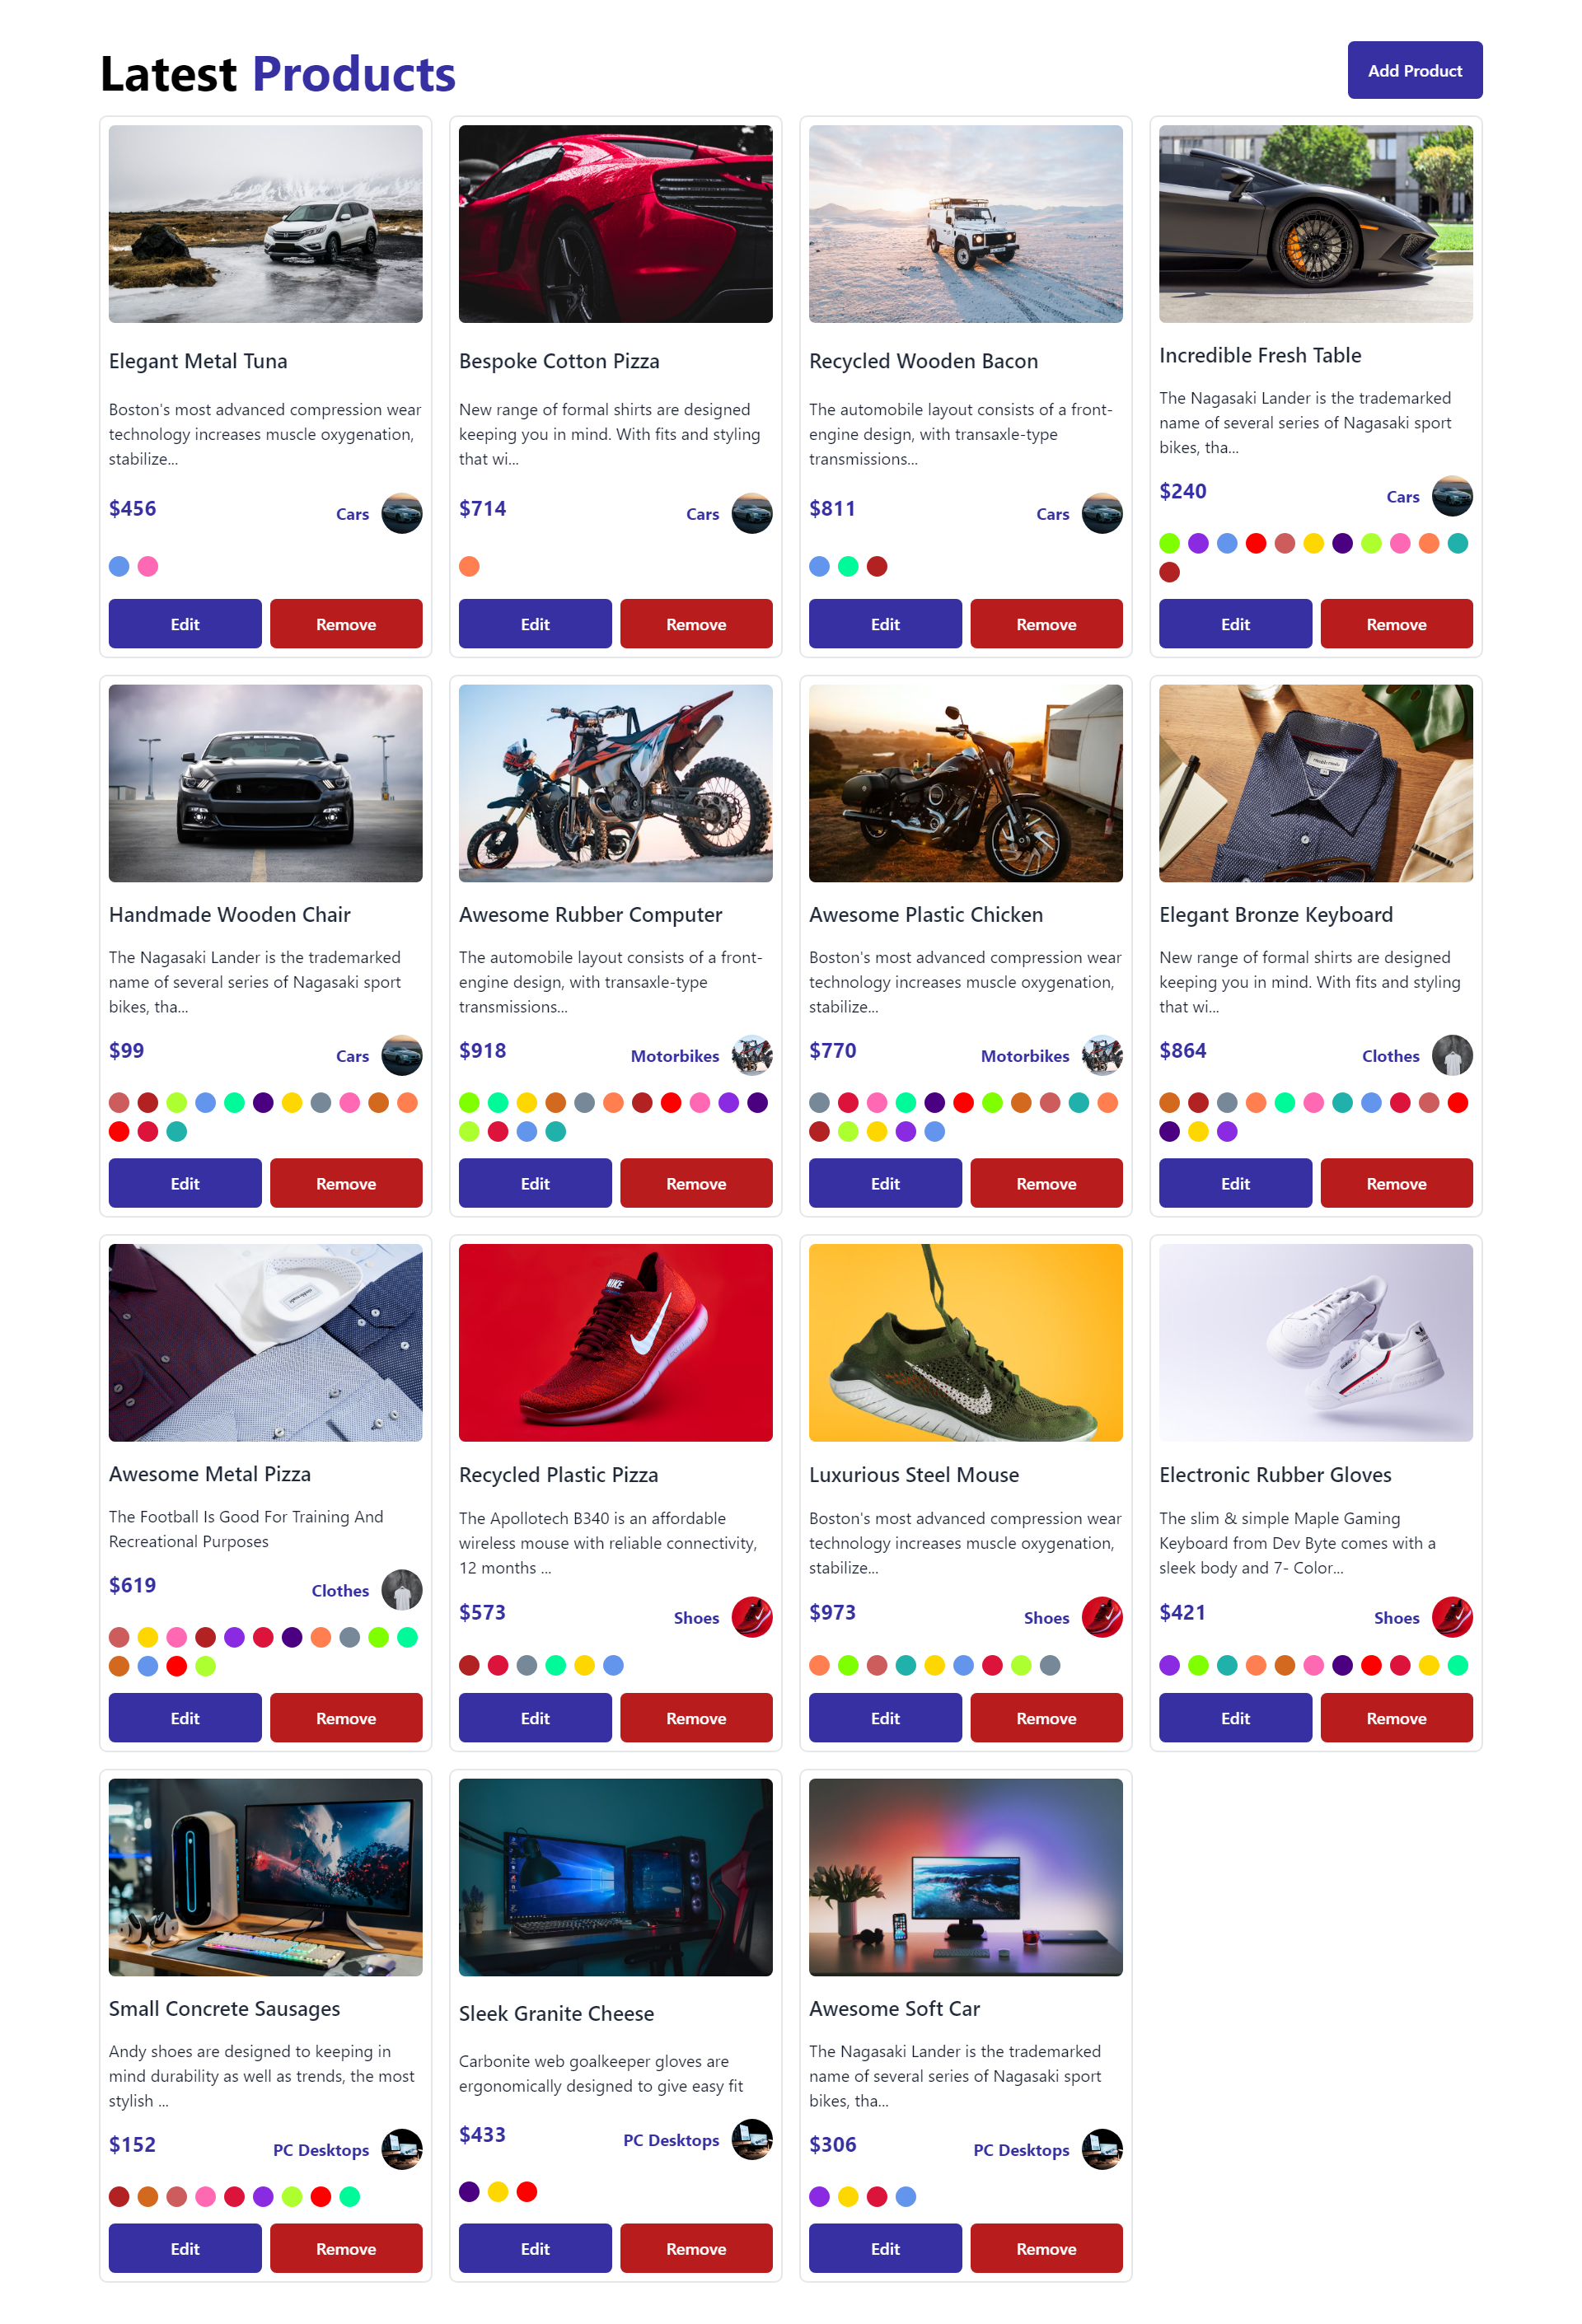 Latest Products
Add Product
Elegant Metal Tuna
Boston's most advanced compression wear
technology increases muscle oxygenation,
stabilize...
$456
Cars
Edit
Remove
Bespoke Cotton Pizza
New range of formal shirts are designed
keeping you in mind. With fits and styling
that wi...
$714
Cars
Edit
Remove
Recycled Wooden Bacon
The automobile layout consists of a front-
engine design, with transaxle-type
transmissions...
$811
Cars
Edit
Remove
Incredible Fresh Table
The Nagasaki Lander is the trademarked
name of several series of Nagasaki sport
bikes, tha...
$240
Cars
Edit
Remove
Handmade Wooden Chair
The Nagasaki Lander is the trademarked
name of several series of Nagasaki sport
bikes, tha...
$99
Cars
Edit
Remove
Awesome Rubber Computer
The automobile layout consists of a front-
engine design, with transaxle-type
transmissions...
$918
Motorbikes
Edit
Remove
Awesome Plastic Chicken
Boston's most advanced compression wear
technology increases muscle oxygenation,
stabilize...
$770
Motorbikes
Edit
Remove
Elegant Bronze Keyboard
New range of formal shirts are designed
keeping you in mind. With fits and styling
that wi...
$864
Clothes
Edit
Remove
Awesome Metal Pizza
The Football Is Good For Training And
Recreational Purposes
$619
Clothes
Edit
Remove
NIKE
Recycled Plastic Pizza
The Apollotech B340 is an affordable
wireless mouse with reliable connectivity,
12 months ...
$573
Shoes
Edit
Remove
Luxurious Steel Mouse
Boston's most advanced compression wear
technology increases muscle oxygenation,
stabilize...
$973
Shoes
Edit
Remove
Electronic Rubber Gloves
The slim & simple Maple Gaming
Keyboard from Dev Byte comes with a
sleek body and 7- Color...
$421
Shoes
Edit
Remove
Small Concrete Sausages
Andy shoes are designed to keeping in
mind durability as well as trends, the most
stylish ...
$152
PC Desktops
Edit
Remove
Sleek Granite Cheese
Carbonite web goalkeeper gloves are
ergonomically designed to give easy fit
$433
PC Desktops
Edit
Remove
Awesome Soft Car
The Nagasaki Lander is the trademarked
name of several series of Nagasaki sport
bikes, tha...
$306
PC Desktops
Edit
Remove